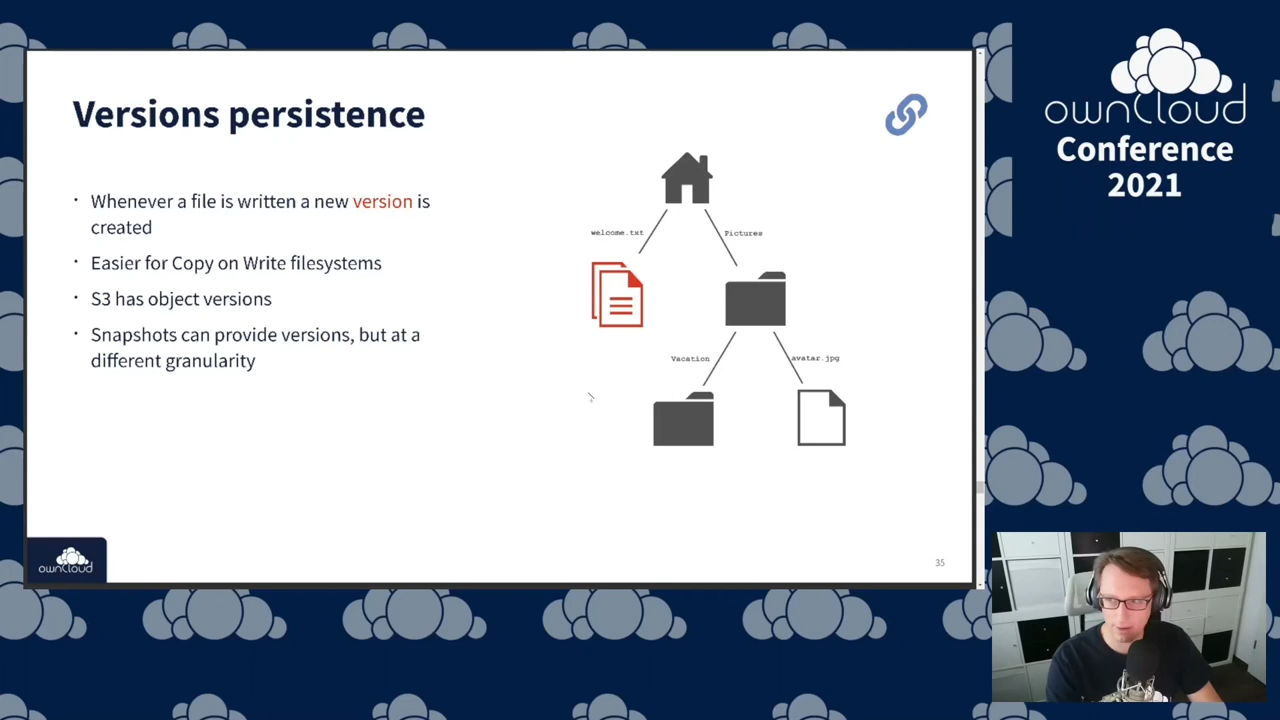 Versions persistence
• Whenever a file is written a new version is
created
• Easier for Copy on Write filesystems
• S3 has object versions
• Snapshots can provide versions, but at a
different granularity
welcome.txt
Pictures
Vacation
avatar.jpg
ownCloud
35
ownCloud
Conference
2021